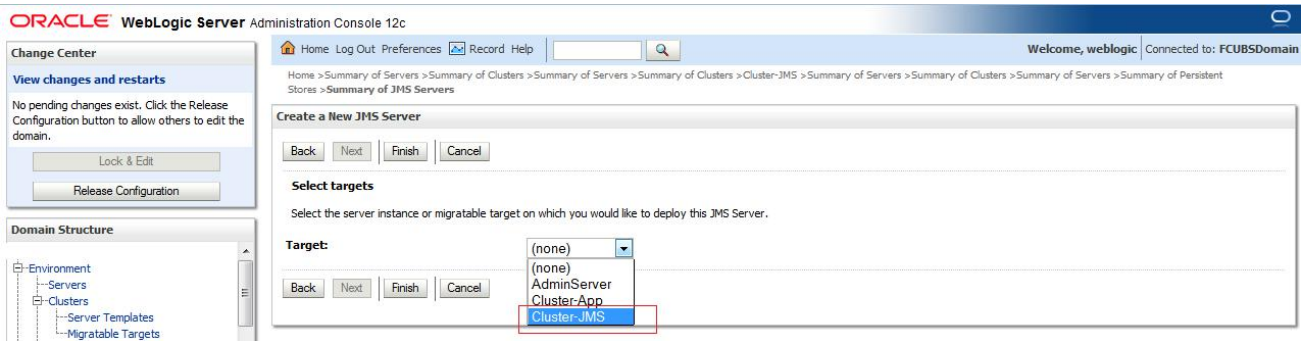 ORACLE WebLogic Server Administration Console 12c
Change Center
View changes and restarts
No pending changes exist. Click the Release
Configuration button to allow others to edit the
domain.
Lock & Edit
Release Configuration
Domain Structure
Environment
Servers
Clusters
Server Templates
Migratable Targets
Home Log Out Preferences Record Help
Welcome, weblogic Connected to: FCUBSDomain
Home >Summary of Servers >Summary of Clusters >Summary of Servers >Summary of Clusters >Cluster-JMS >Summary of Servers >Summary of Clusters >Summary of Servers >Summary of Persistent
Stores >Summary of JMS Servers
Create a New JMS Server
Back Next Finish Cancel
Select targets
Select the server instance or migratable target on which you would like to deploy this JMS Server.
Target: (none)
(none)
AdminServer
Cluster-App
Cluster-JMS
Back Next Finish Cancel